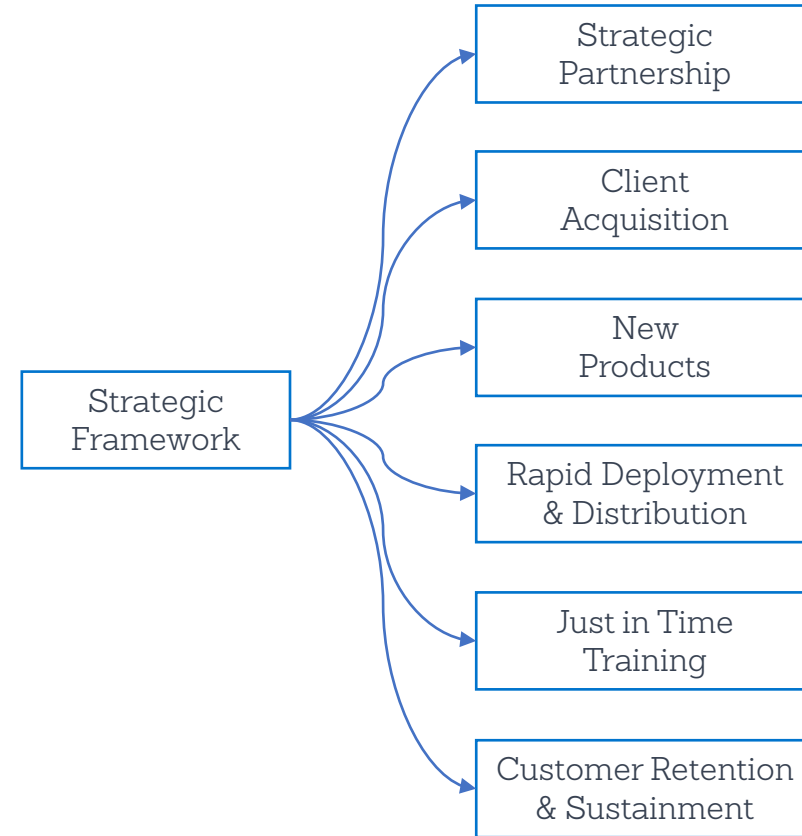 Strategic
Partnership
Client
Acquisition
New
Products
Strategic
Framework
Rapid Deployment
& Distribution
Just in Time
Training
Customer Retention
& Sustainment